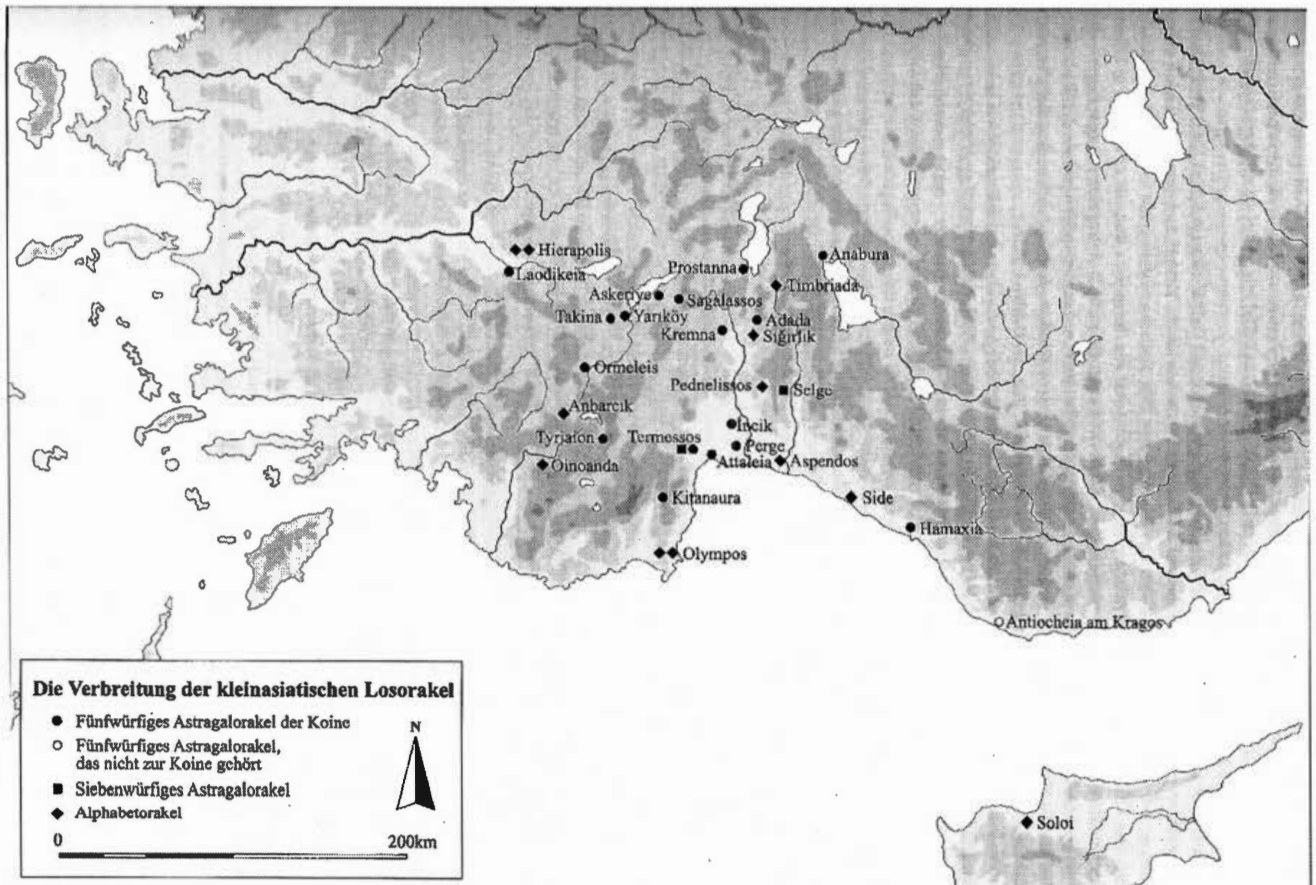 Hierapolis
Laodikeia
Prostanna
Anabura
Timbriada
Askeriye
Sagalassos
Takina
Yarıköy
Adada
Kremna
Sığırlık
Ormeleis
Pednelissos
Selge
Anbarcık
İncik
Tyriaion
Termessos
Perge
Attaleia
Aspendos
Oinoanda
Kitanaura
Side
Hamaxia
Olympos
Antiocheia am Kragos
Die Verbreitung der kleinasiatischen Losorakel
Fünfwürfiges Astragalorakel der Koine
Fünfwürfiges Astragalorakel,
das nicht zur Koine gehört
Siebenwürfiges Astragalorakel
Alphabetorakel
N
0 200km
Soloi